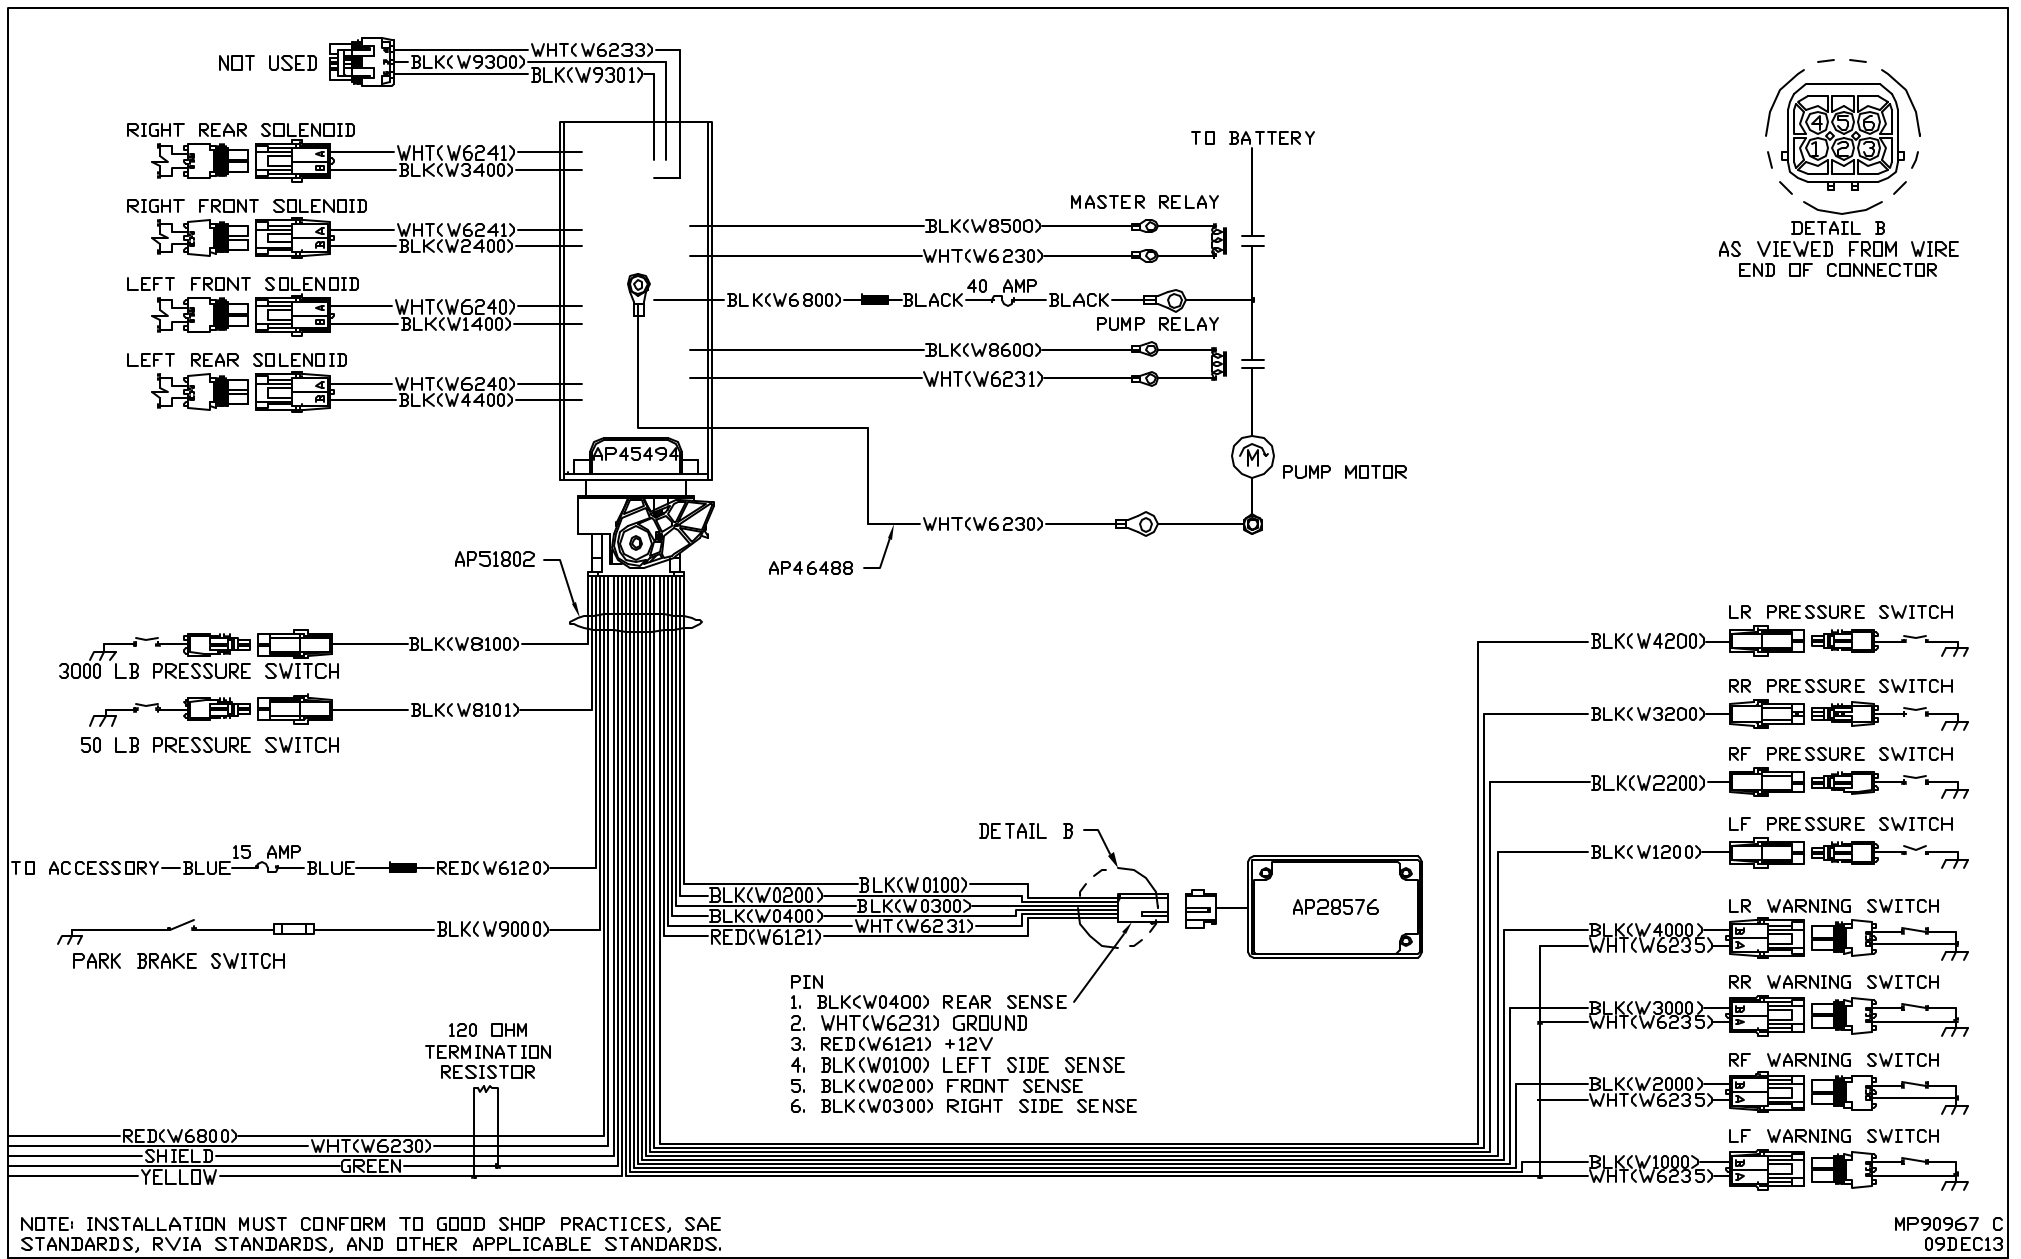 NOT USED
WHT(W6233)
BLK(W9300)
BLK(W9301)
RIGHT REAR SOLENOID
A
B
WHT(W6241)
BLK(W3400)
RIGHT FRONT SOLENOID
A
B
WHT(W6241)
BLK(W2400)
LEFT FRONT SOLENOID
A
B
WHT(W6240)
BLK(W1400)
LEFT REAR SOLENOID
A
B
WHT(W6240)
BLK(W4400)
AP45494
TO BATTERY
MASTER RELAY
BLK(W8500)
WHT(W6230)
BLK(W6800)
BLACK
40 AMP
BLACK
PUMP RELAY
BLK(W8600)
WHT(W6231)
M
PUMP MOTOR
WHT(W6230)
AP46488
4 5 6
1 2 3
DETAIL B
AS VIEWED FROM WIRE
END OF CONNECTOR
AP51802
BLK(W8100)
3000 LB PRESSURE SWITCH
BLK(W8101)
50 LB PRESSURE SWITCH
TO ACCESSORY
BLUE
15 AMP
BLUE
RED(W6120)
BLK(W9000)
PARK BRAKE SWITCH
120 OHM
TERMINATION
RESISTOR
RED(W6800)
WHT(W6230)
SHIELD
GREEN
YELLOW
DETAIL B
BLK(W0100)
BLK(W0200)
BLK(W0300)
BLK(W0400)
WHT(W6231)
RED(W6121)
AP28576
PIN
1. BLK(W0400) REAR SENSE
2. WHT(W6231) GROUND
3. RED(W6121) +12V
4. BLK(W0100) LEFT SIDE SENSE
5. BLK(W0200) FRONT SENSE
6. BLK(W0300) RIGHT SIDE SENSE
LR PRESSURE SWITCH
BLK(W4200)
RR PRESSURE SWITCH
BLK(W3200)
RF PRESSURE SWITCH
BLK(W2200)
LF PRESSURE SWITCH
BLK(W1200)
LR WARNING SWITCH
BLK(W4000)
WHT(W6235)
B
A
RR WARNING SWITCH
BLK(W3000)
WHT(W6235)
B
A
RF WARNING SWITCH
BLK(W2000)
WHT(W6235)
B
A
LF WARNING SWITCH
BLK(W1000)
WHT(W6235)
B
A
NOTE: INSTALLATION MUST CONFORM TO GOOD SHOP PRACTICES, SAE
STANDARDS, RVIA STANDARDS, AND OTHER APPLICABLE STANDARDS.
MP90967 C
09DEC13